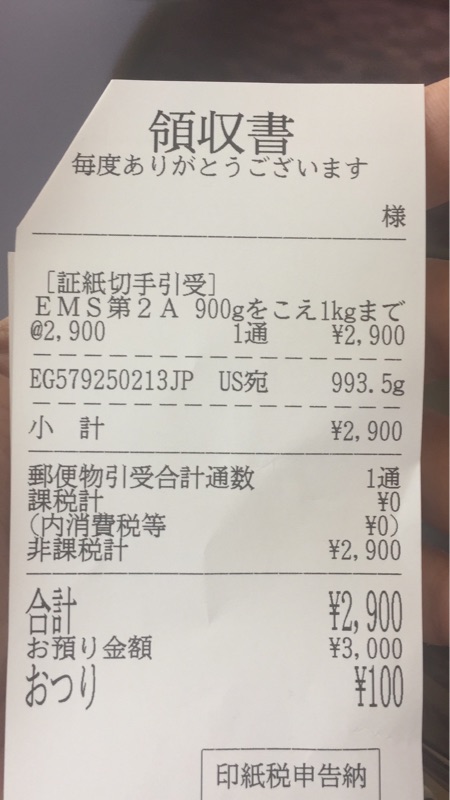 領収書
毎度ありがとうございます
様
[証紙切手引受]
EMS第2A 900gをこえ1kgまで
@2,900 1通 ¥2,900
EG579250213JP US宛 993.5g
小 計 ¥2,900
郵便物引受合計通数 1通
課税計 ¥0
(内消費税等 ¥0)
非課税計 ¥2,900
合計 ¥2,900
お預り金額 ¥3,000
おつり ¥100
印紙税申告納